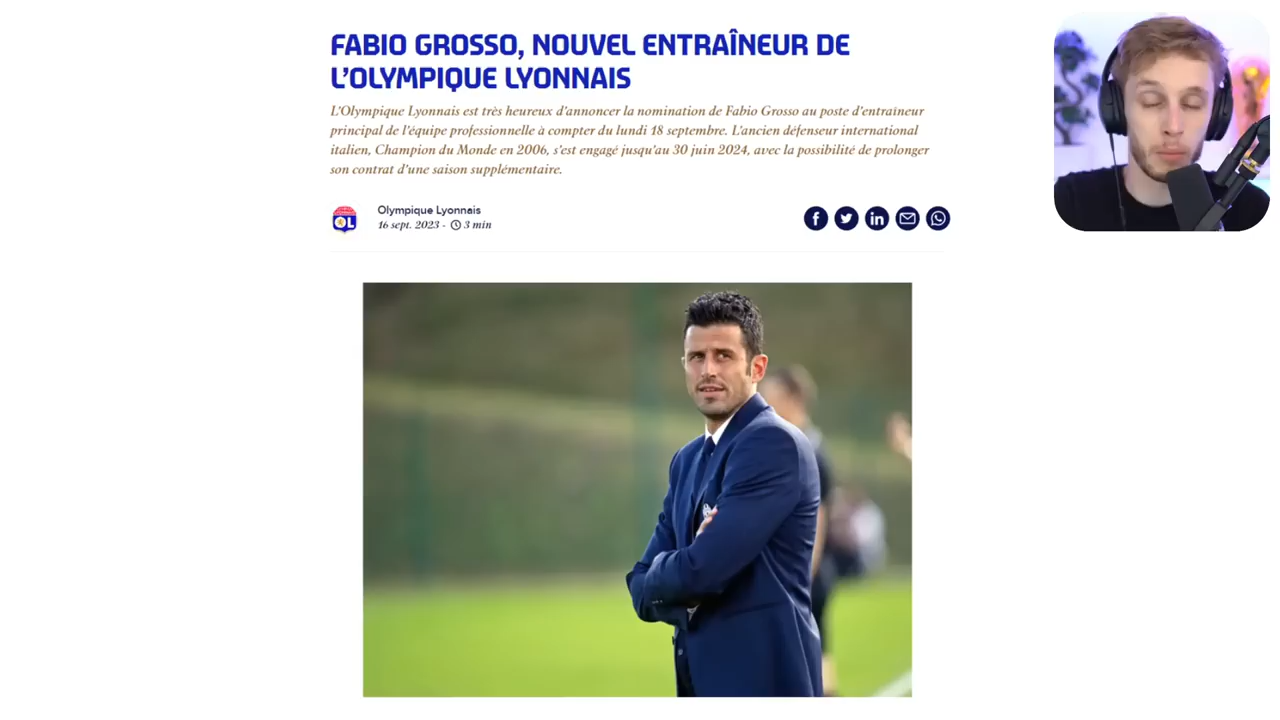 FABIO GROSSO, NOUVEL ENTRAÎNEUR DE
L'OLYMPIQUE LYONNAIS
L'Olympique Lyonnais est très heureux d'annoncer la nomination de Fabio Grosso au poste d'entraîneur
principal de l'équipe professionnelle à compter du lundi 18 septembre. L'ancien défenseur international
italien, Champion du Monde en 2006, s'est engagé jusqu'au 30 juin 2024, avec la possibilité de prolonger
son contrat d'une saison supplémentaire.
OL
Olympique Lyonnais
16 sept. 2023 - 3 min